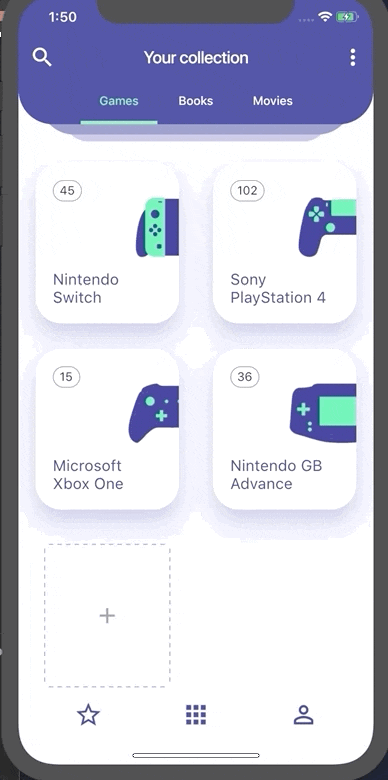 1:50
Your collection
Games Books Movies
45
102
Nintendo
Switch
Sony
PlayStation 4
15
36
Microsoft
Xbox One
Nintendo GB
Advance
+